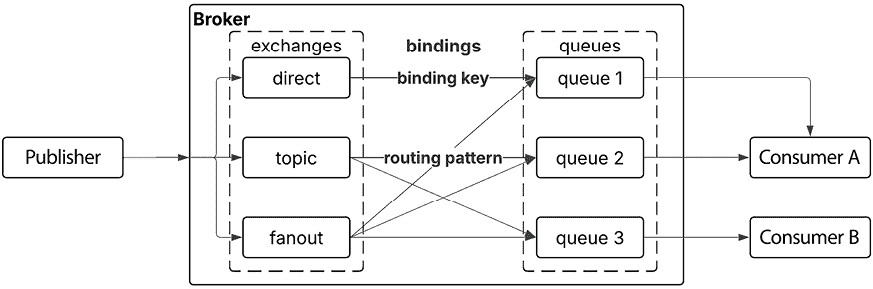 Broker
exchanges
bindings
queues
direct
binding key
queue 1
Publisher
topic
routing pattern
queue 2
Consumer A
fanout
queue 3
Consumer B